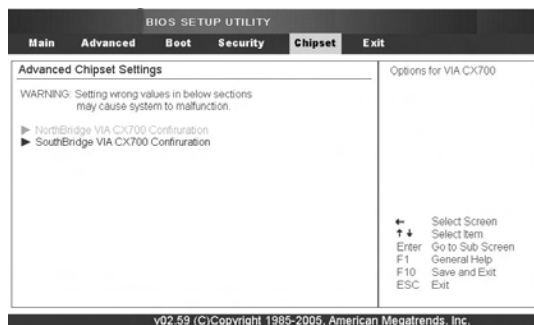 BIOS SETUP UTILITY
Main Advanced Boot Security Chipset Exit
Advanced Chipset Settings
WARNING: Setting wrong values in below sections
may cause system to malfunction.
▶ NorthBridge VIA CX700 Confiruration
▶ SouthBridge VIA CX700 Confiruration
Options for VIA CX700
← Select Screen
↑↓ Select Item
Enter Go to Sub Screen
F1 General Help
F10 Save and Exit
ESC Exit
v02.59 (C)Copyright 1985-2005, American Megatrends, Inc.